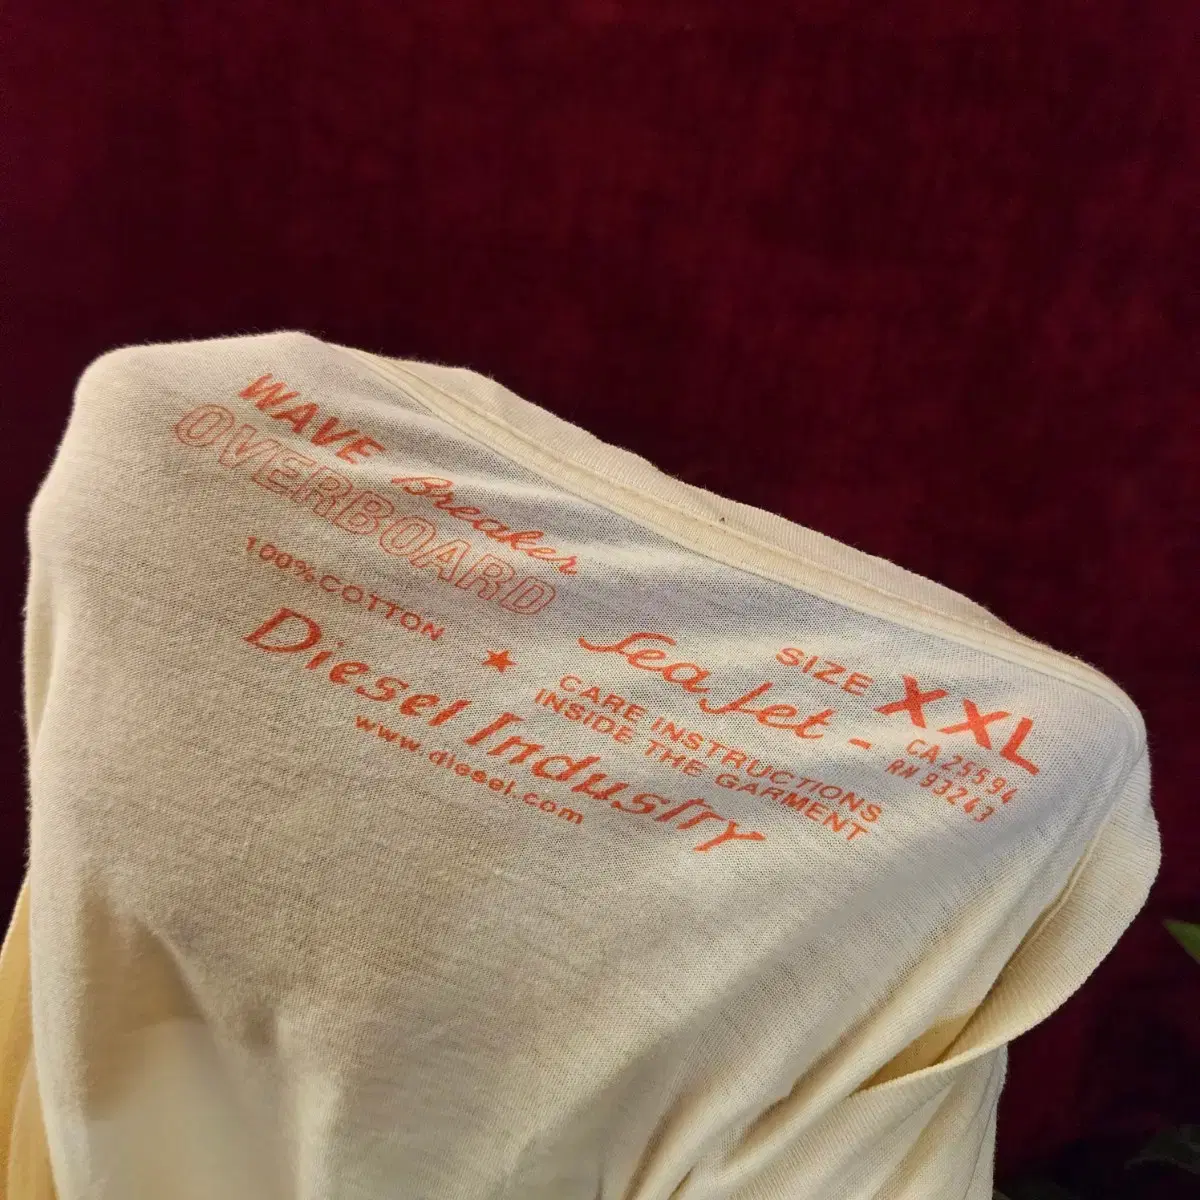 WAVE Breaker
OVERBOARD
100%COTTON ★ Sea Jet -
SIZE XXL
CA 25594
RN 93243
CARE INSTRUCTIONS
INSIDE THE GARMENT
Diesel Industry
www.diesel.com